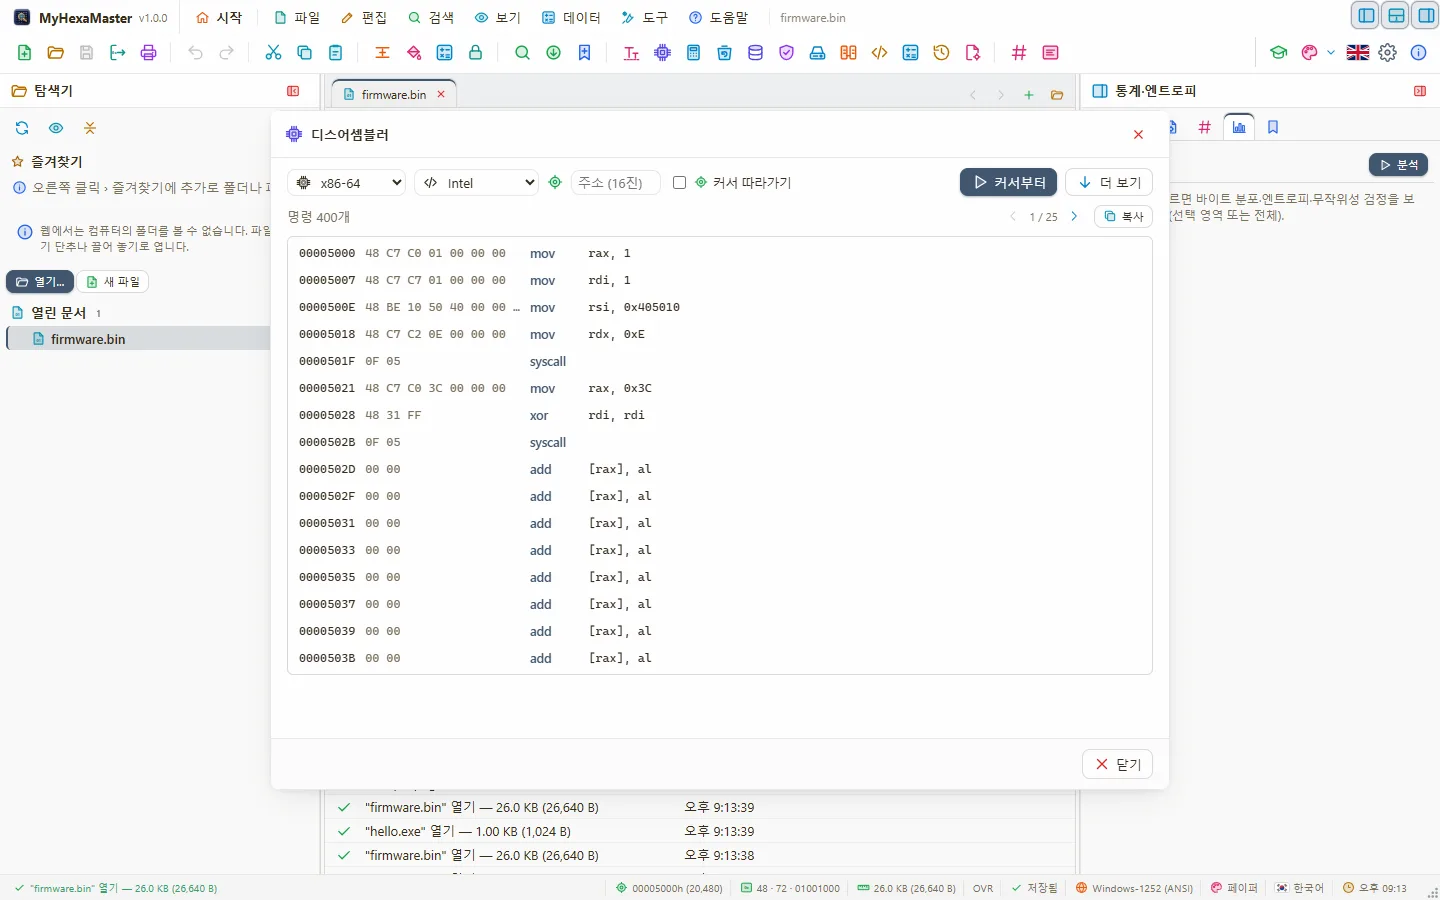 MyHexaMaster v1.0.0 시작 파일 편집 검색 보기 데이터 도구 도움말 firmware.bin
탐색기
firmware.bin
통계·엔트로피
디스어셈블러
즐겨찾기
분석
x86-64 Intel 주소 (16진) 커서 따라가기 커서부터 더 보기
오른쪽 클릭 › 즐겨찾기에 추가로 폴더나
르면 바이트 분포·엔트로피·무작위성 검정을 보
(선택 영역 또는 전체).
명령 400개 1 / 25 복사
웹에서는 컴퓨터의 폴더를 볼 수 없습니다. 파일
기 단추나 끌어 놓기로 엽니다.
00005000 48 C7 C0 01 00 00 00 mov rax, 1
00005007 48 C7 C7 01 00 00 00 mov rdi, 1
0000500E 48 BE 10 50 40 00 00 … mov rsi, 0x405010
00005018 48 C7 C2 0E 00 00 00 mov rdx, 0xE
0000501F 0F 05 syscall
00005021 48 C7 C0 3C 00 00 00 mov rax, 0x3C
00005028 48 31 FF xor rdi, rdi
0000502B 0F 05 syscall
0000502D 00 00 add [rax], al
0000502F 00 00 add [rax], al
00005031 00 00 add [rax], al
00005033 00 00 add [rax], al
00005035 00 00 add [rax], al
00005037 00 00 add [rax], al
00005039 00 00 add [rax], al
0000503B 00 00 add [rax], al
열기... 새 파일
열린 문서 1
firmware.bin
닫기
"firmware.bin" 열기 — 26.0 KB (26,640 B) 오후 9:13:39
"hello.exe" 열기 — 1.00 KB (1,024 B) 오후 9:13:39
"firmware.bin" 열기 — 26.0 KB (26,640 B) 오후 9:13:38
"firmware.bin" 열기 — 26.0 KB (26,640 B) 00005000h (20,480) 48 · 72 · 01001000 26.0 KB (26,640 B) OVR 저장됨 Windows-1252 (ANSI) 페이퍼 한국어 오후 09:13